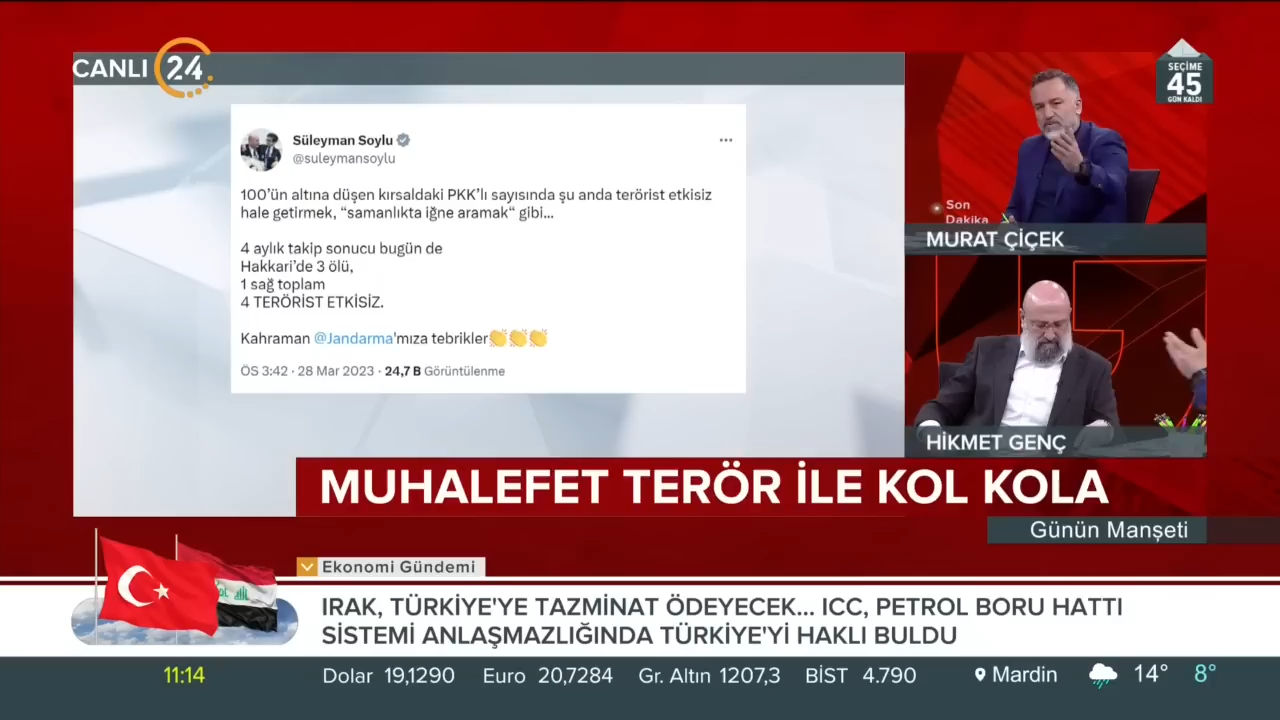 CANLI 24
SEÇİME
45
GÜN KALDI
Süleyman Soylu
@suleymansoylu
100’ün altına düşen kırsaldaki PKK’lı sayısında şu anda terörist etkisiz
hale getirmek, “samanlıkta iğne aramak“ gibi...
4 aylık takip sonucu bugün de
Hakkari’de 3 ölü,
1 sağ toplam
4 TERÖRİST ETKİSİZ.
Kahraman @Jandarma'mıza tebrikler👏👏👏
ÖS 3:42 · 28 Mar 2023 · 24,7 B Görüntülenme
Son
Dakika
MURAT ÇİÇEK
HİKMET GENÇ
MUHALEFET TERÖR İLE KOL KOLA
Günün Manşeti
Ekonomi Gündemi
IRAK, TÜRKİYE'YE TAZMİNAT ÖDEYECEK... ICC, PETROL BORU HATTI
SİSTEMİ ANLAŞMAZLIĞINDA TÜRKİYE'Yİ HAKLI BULDU
11:14 Dolar 19,1290 Euro 20,7284 Gr. Altın 1207,3 BİST 4.790 Mardin 14° 8°